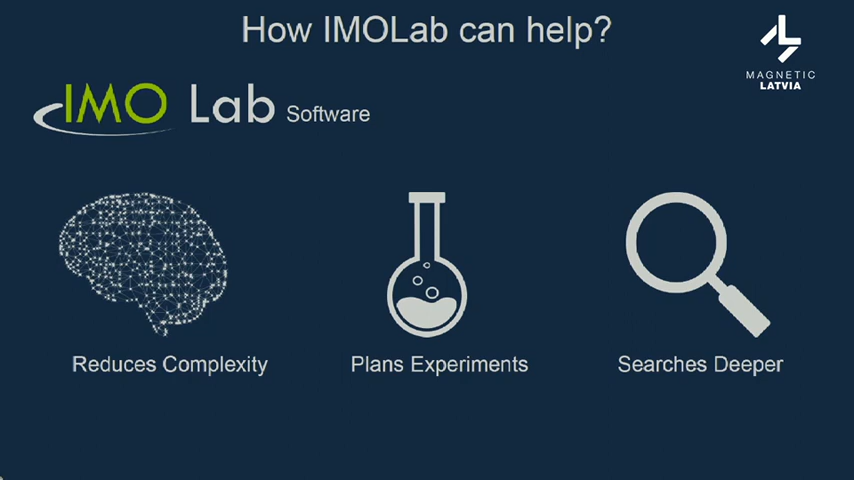 How IMOLab can help?
MAGNETIC
LATVIA
IMO Lab Software
Reduces Complexity
Plans Experiments
Searches Deeper